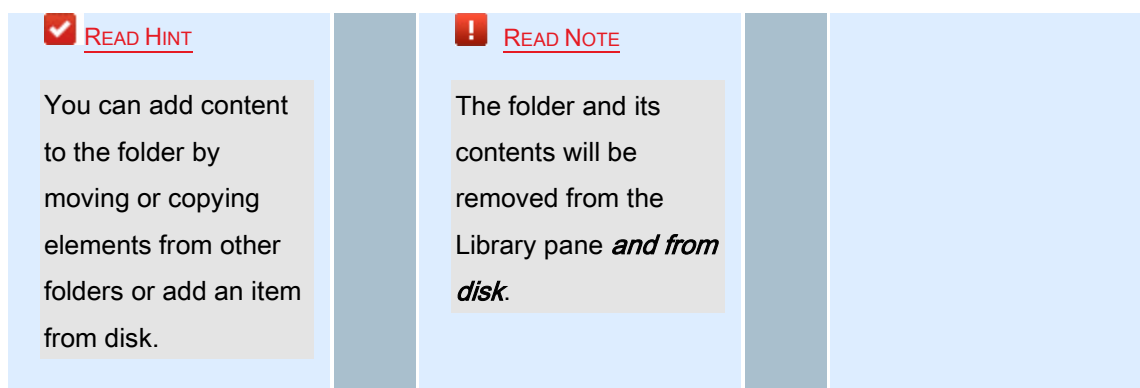 READ HINT
You can add content
to the folder by
moving or copying
elements from other
folders or add an item
from disk.
READ NOTE
The folder and its
contents will be
removed from the
Library pane and from
disk.